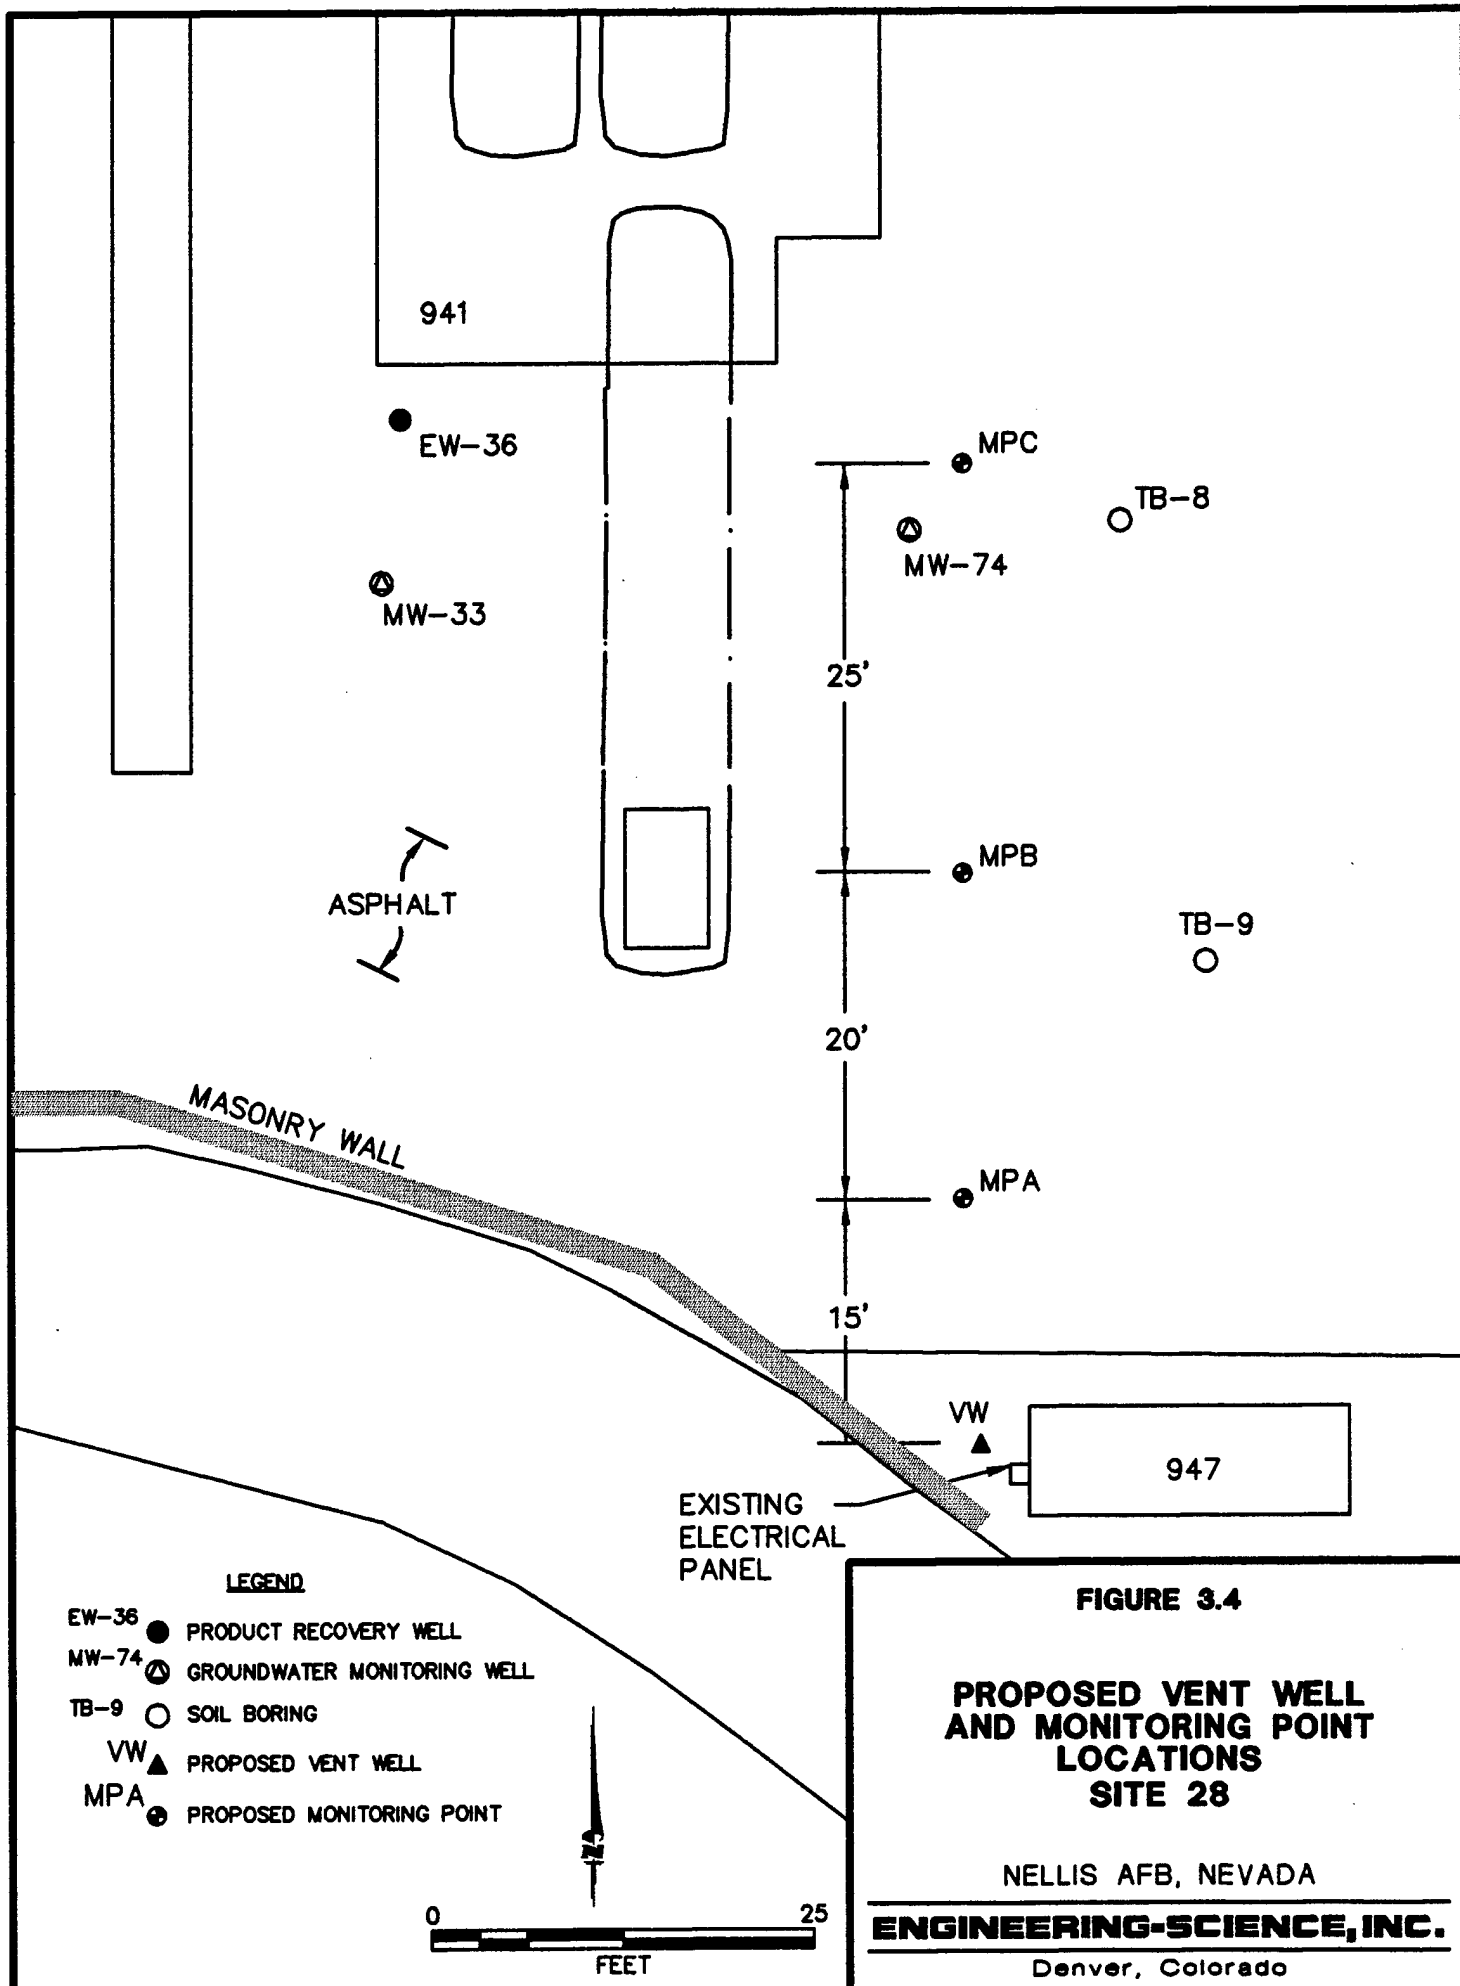 941
EW-36
MPC
TB-8
MW-74
MW-33
25'
MPB
ASPHALT
TB-9
20'
MASONRY WALL
MPA
15'
VW
947
EXISTING
ELECTRICAL
PANEL
LEGEND
EW-36 PRODUCT RECOVERY WELL
MW-74 GROUNDWATER MONITORING WELL
TB-9 SOIL BORING
VW PROPOSED VENT WELL
MPA PROPOSED MONITORING POINT
N
0 25
FEET
FIGURE 3.4
PROPOSED VENT WELL
AND MONITORING POINT
LOCATIONS
SITE 28
NELLIS AFB, NEVADA
ENGINEERING-SCIENCE, INC.
Denver, Colorado